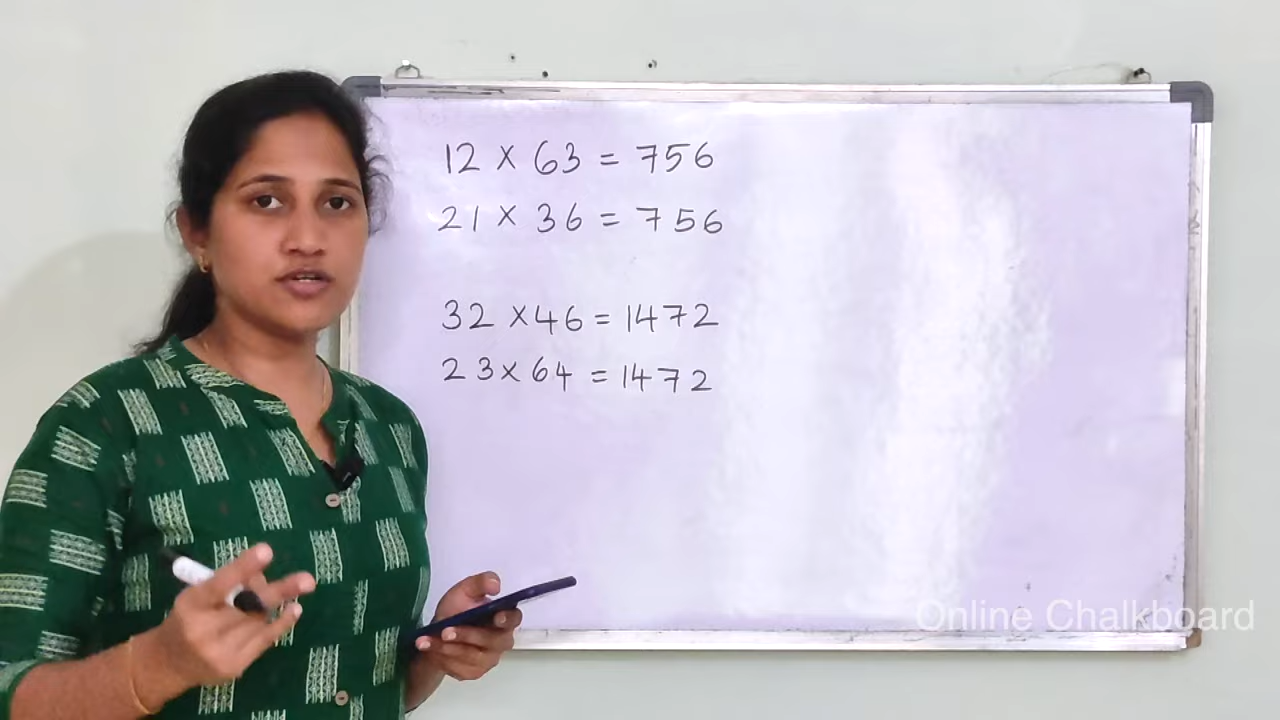 12 × 63 = 756
21 × 36 = 756
32 × 46 = 1472
23 × 64 = 1472
Online Chalkboard